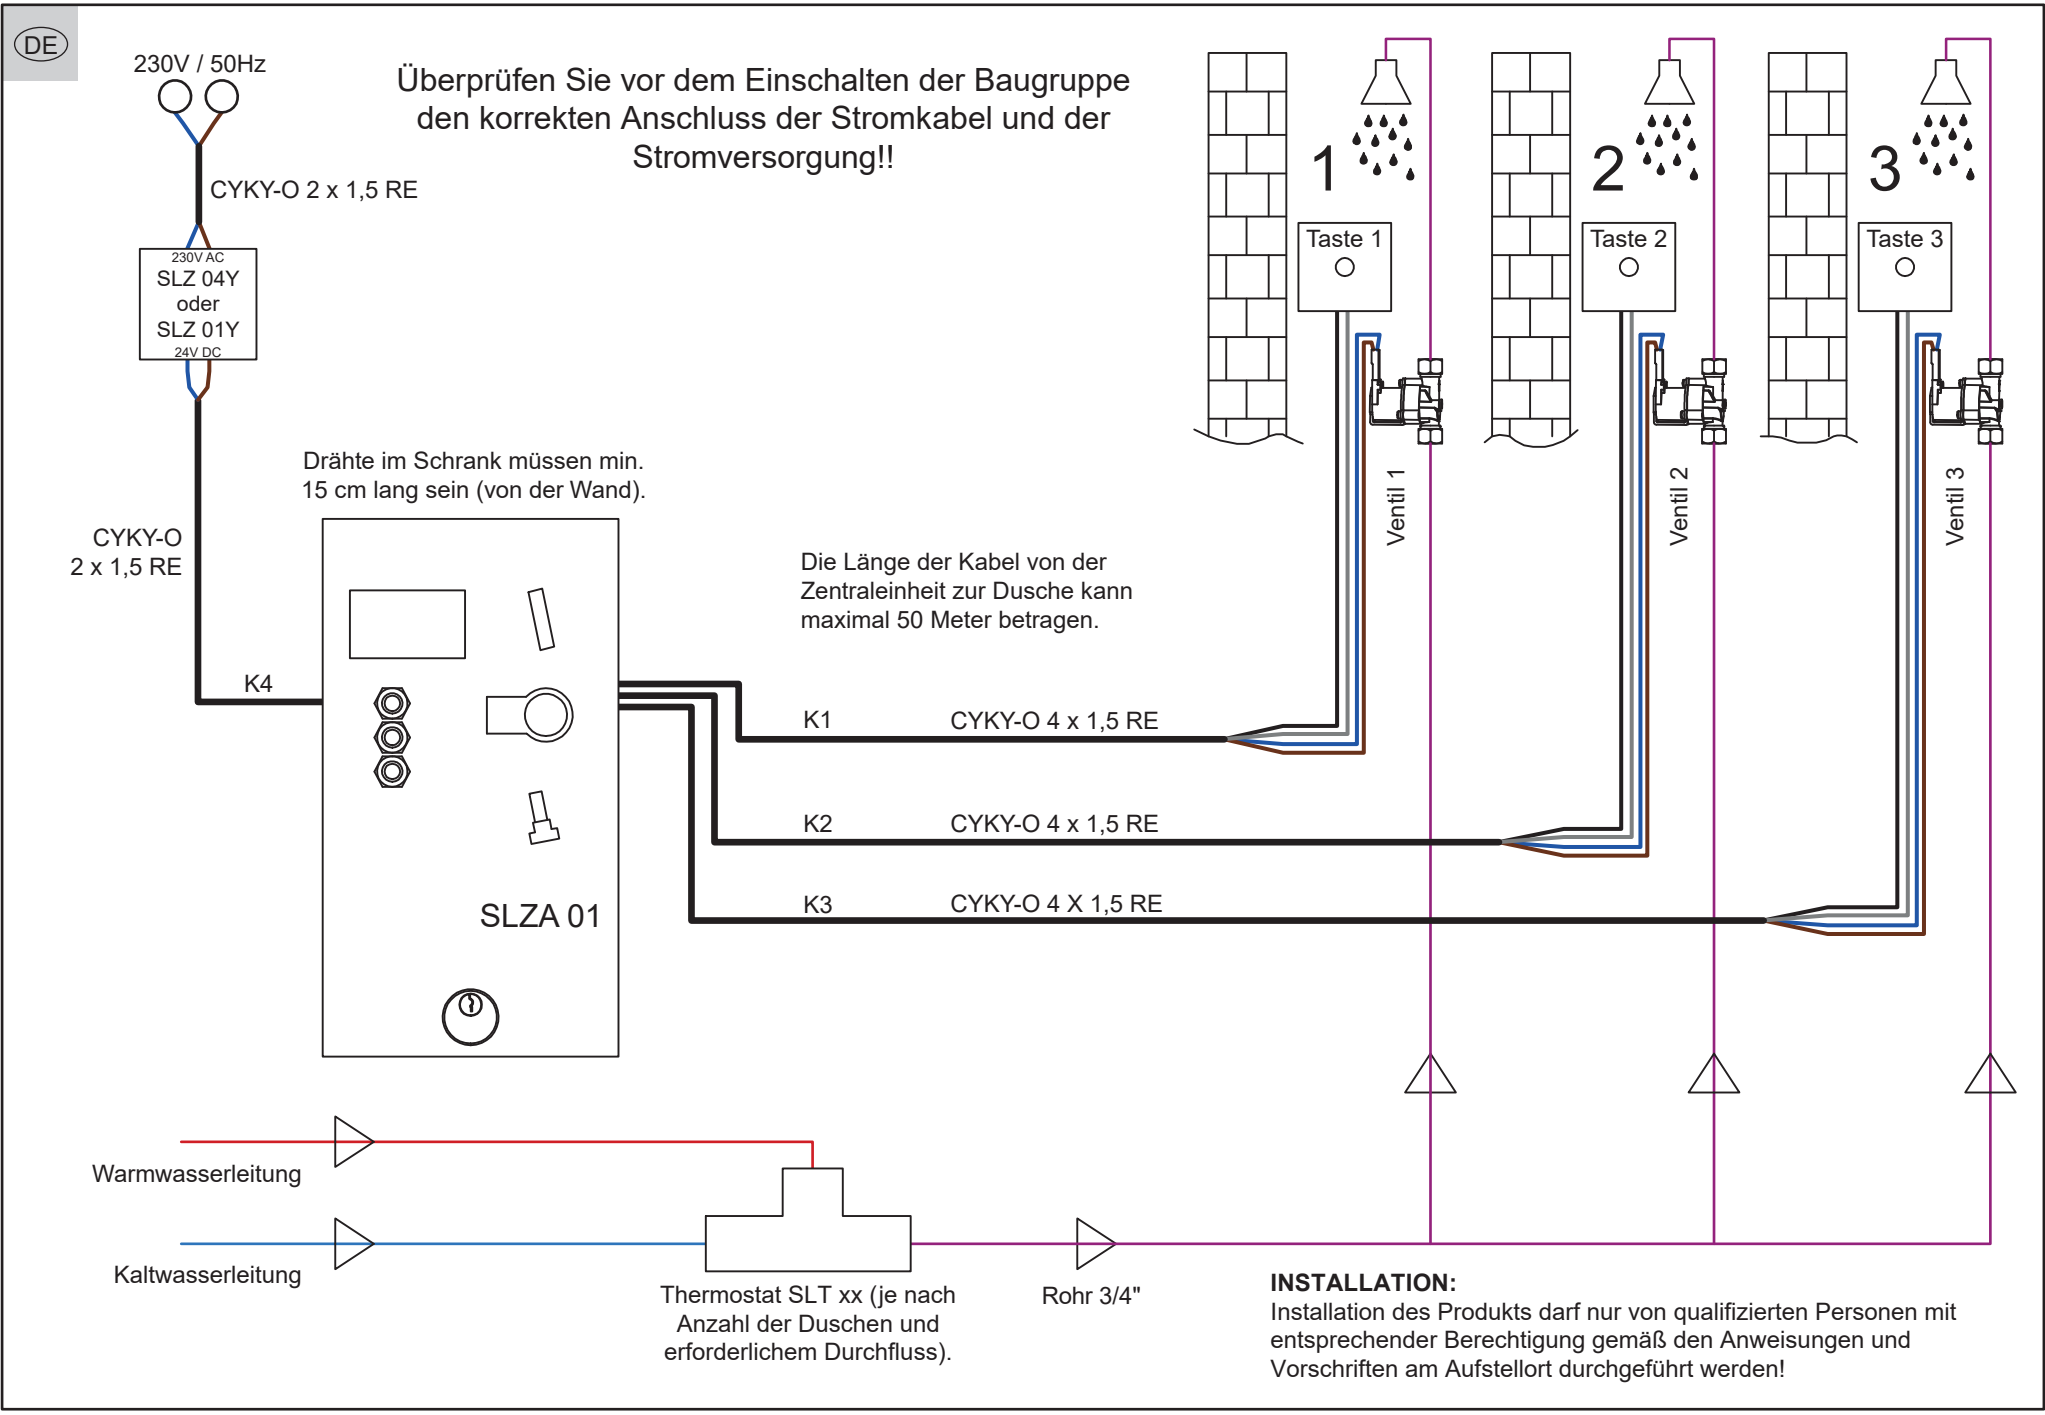 DE
230V / 50Hz
Überprüfen Sie vor dem Einschalten der Baugruppe
den korrekten Anschluss der Stromkabel und der
Stromversorgung!!
CYKY-O 2 x 1,5 RE
230V AC
SLZ 04Y
oder
SLZ 01Y
24V DC
1
2
3
Taste 1
Taste 2
Taste 3
Ventil 1
Ventil 2
Ventil 3
Drähte im Schrank müssen min.
15 cm lang sein (von der Wand).
CYKY-O
2 x 1,5 RE
Die Länge der Kabel von der
Zentraleinheit zur Dusche kann
maximal 50 Meter betragen.
K4
K1
CYKY-O 4 x 1,5 RE
K2
CYKY-O 4 x 1,5 RE
K3
CYKY-O 4 X 1,5 RE
SLZA 01
Warmwasserleitung
Kaltwasserleitung
Thermostat SLT xx (je nach
Anzahl der Duschen und
erforderlichem Durchfluss).
Rohr 3/4"
INSTALLATION:
Installation des Produkts darf nur von qualifizierten Personen mit
entsprechender Berechtigung gemäß den Anweisungen und
Vorschriften am Aufstellort durchgeführt werden!